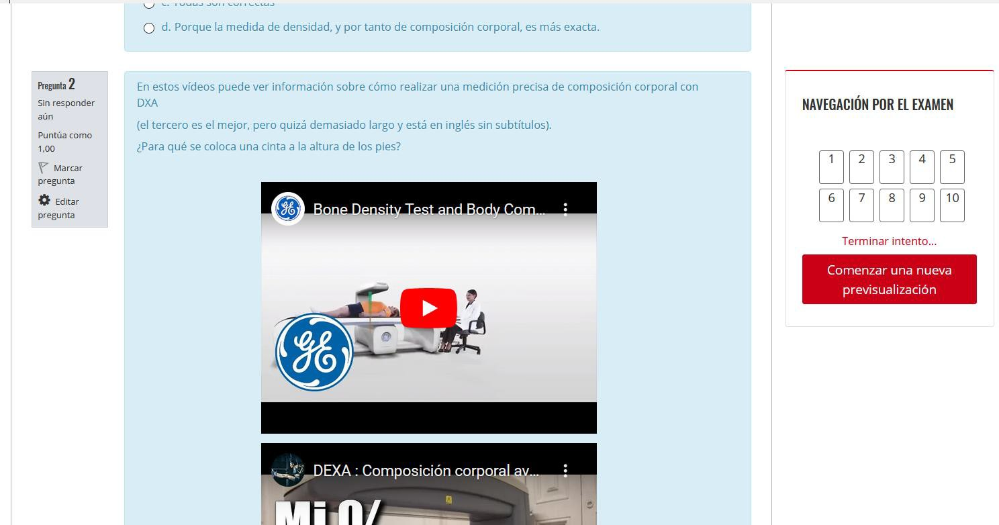 c. Todas son correctas
d. Porque la medida de densidad, y por tanto de composición corporal, es más exacta.
Pregunta 2
Sin responder
aún
Puntúa como
1,00
Marcar
pregunta
Editar
pregunta
En estos vídeos puede ver información sobre cómo realizar una medición precisa de composición corporal con
DXA
(el tercero es el mejor, pero quizá demasiado largo y está en inglés sin subtítulos).
¿Para qué se coloca una cinta a la altura de los pies?
GE
Bone Density Test and Body Com...
GE
DEXA : Composición corporal av...
Mi %
NAVEGACIÓN POR EL EXAMEN
1 2 3 4 5
6 7 8 9 10
Terminar intento...
Comenzar una nueva
previsualización